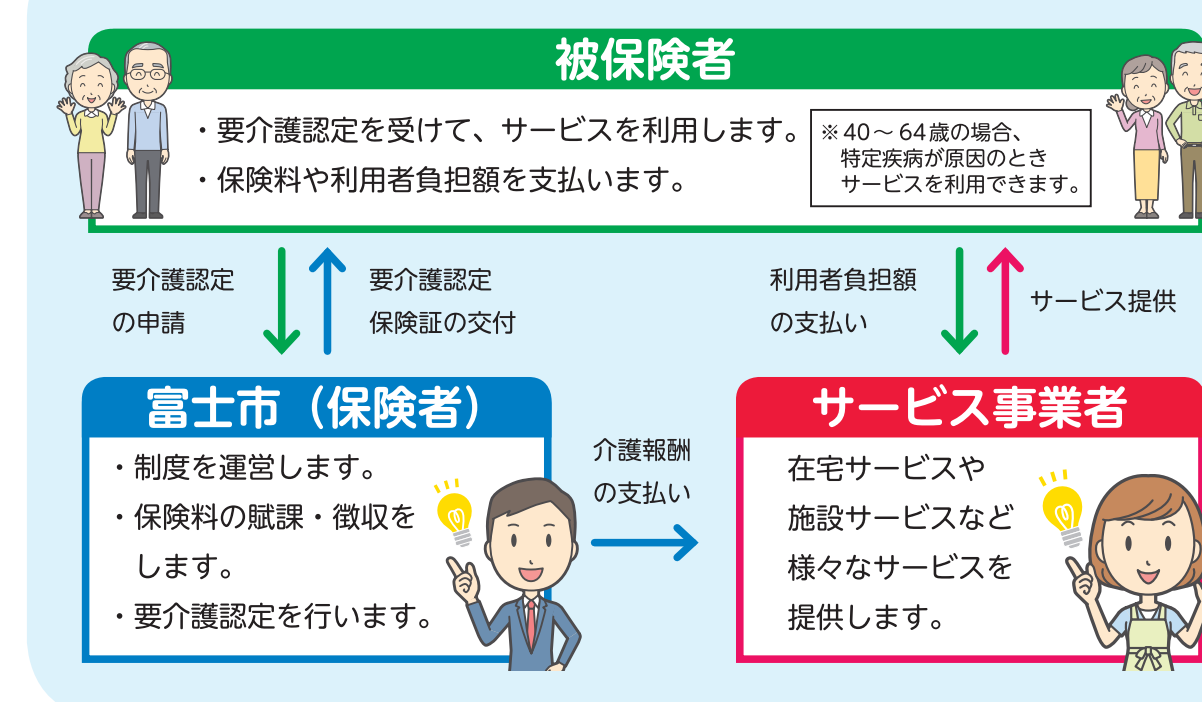 被保険者
・要介護認定を受けて、サービスを利用します。
・保険料や利用者負担額を支払います。
※40～64歳の場合、
特定疾病が原因のとき
サービスを利用できます。
要介護認定
の申請
要介護認定
保険証の交付
利用者負担額
の支払い
サービス提供
富士市（保険者）
・制度を運営します。
・保険料の賦課・徴収を
します。
・要介護認定を行います。
介護報酬
の支払い
サービス事業者
在宅サービスや
施設サービスなど
様々なサービスを
提供します。